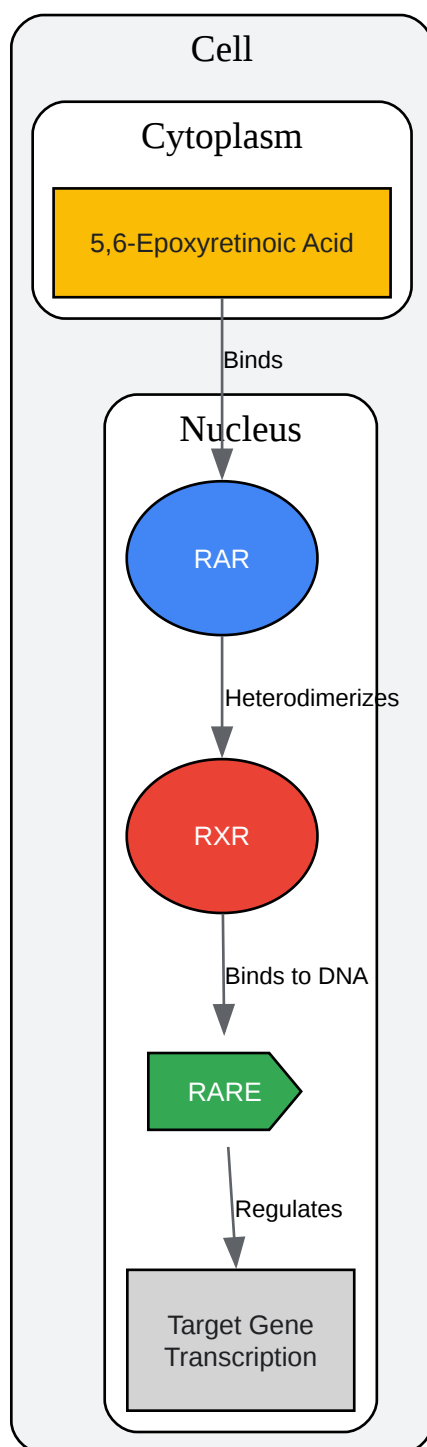 Cell
Cytoplasm
5,6-Epoxyretinoic Acid
Binds
Nucleus
RAR
Heterodimerizes
RXR
Binds to DNA
RARE
Regulates
Target Gene
Transcription